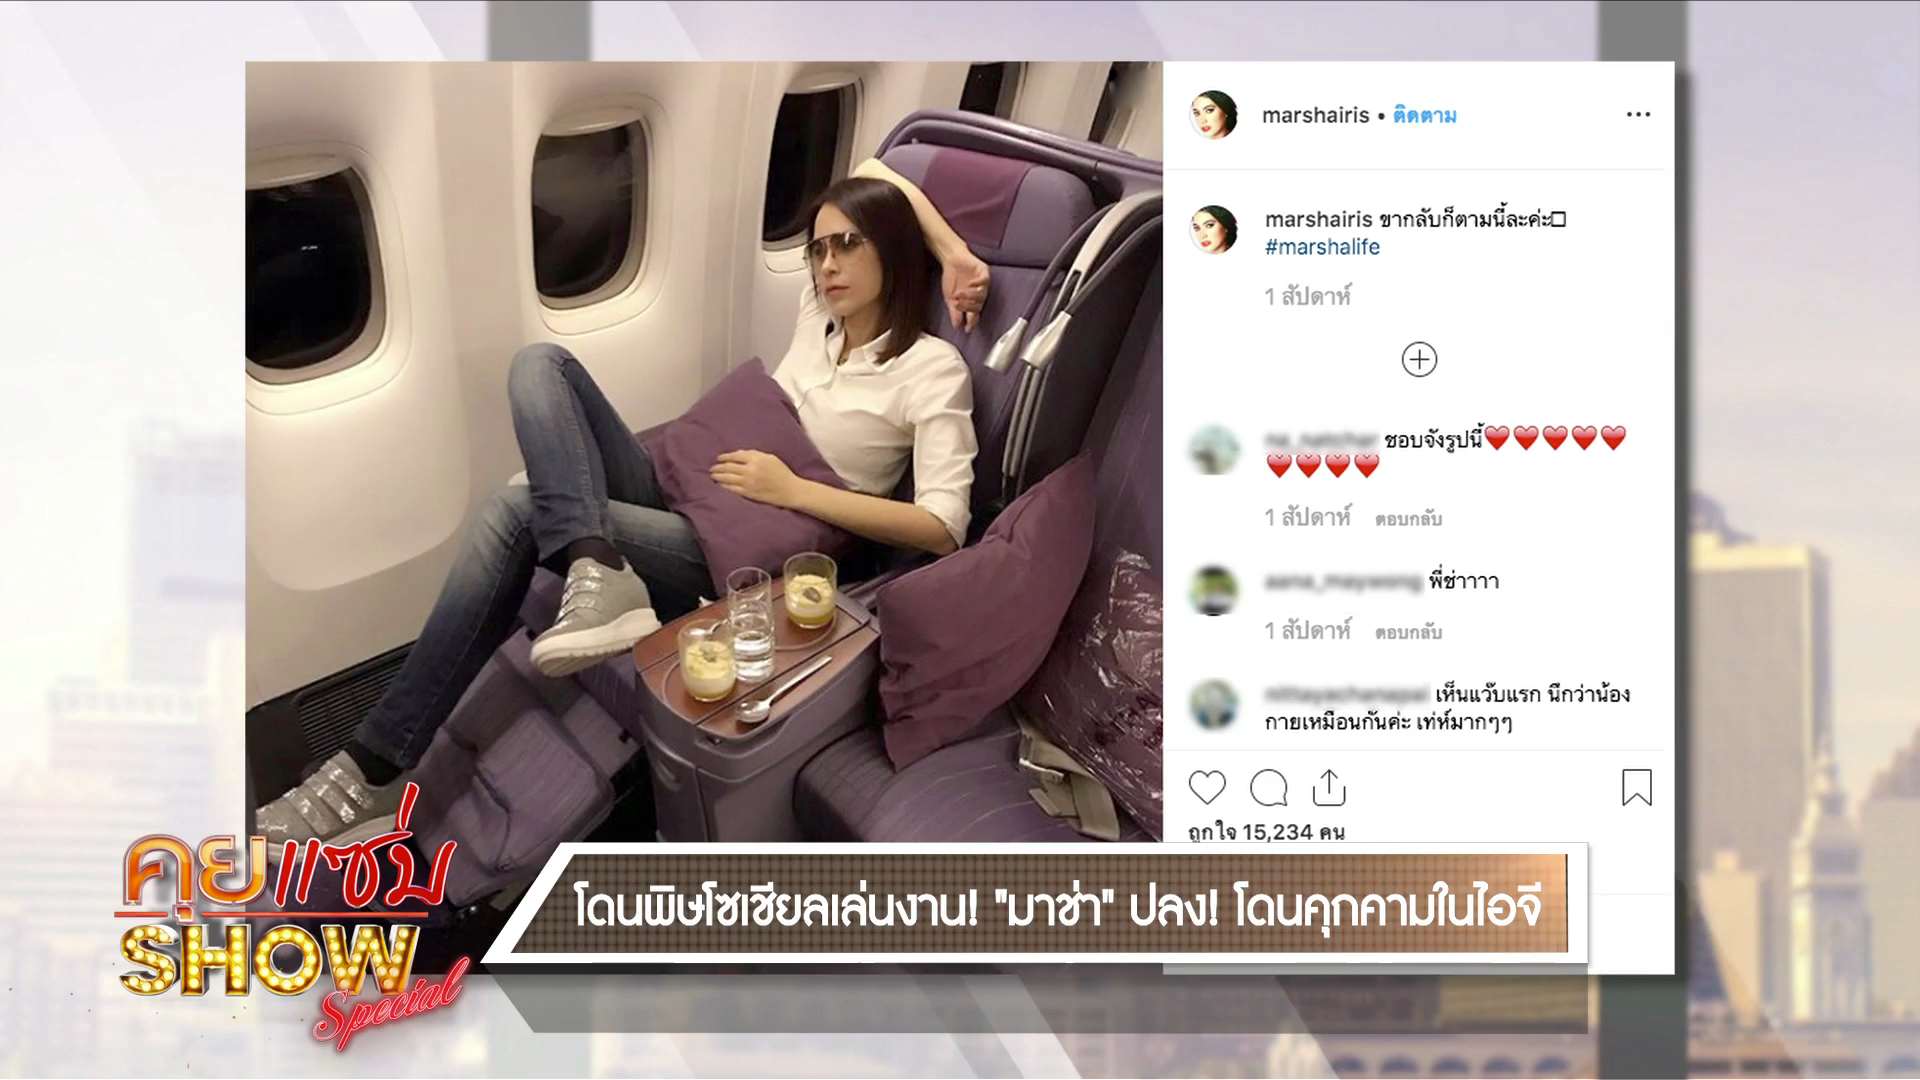 marshairis • ติดตาม
marshairis ขากลับก็ตามนี้ละค่ะ
#marshalife
1 สัปดาห์
ชอบจังรูปนี้
1 สัปดาห์ ตอบกลับ
พี่ช่าาาา
1 สัปดาห์ ตอบกลับ
เห็นแว๊บแรก นึกว่าน้อง
กายเหมือนกันค่ะ เท่ห์มากๆๆ
ถูกใจ 15,234 คน
คุยแซ่บ
SHOW
Special
โดนพิษโซเชียลเล่นงาน! "มาช่า" ปลง! โดนคุกคามในไอจี